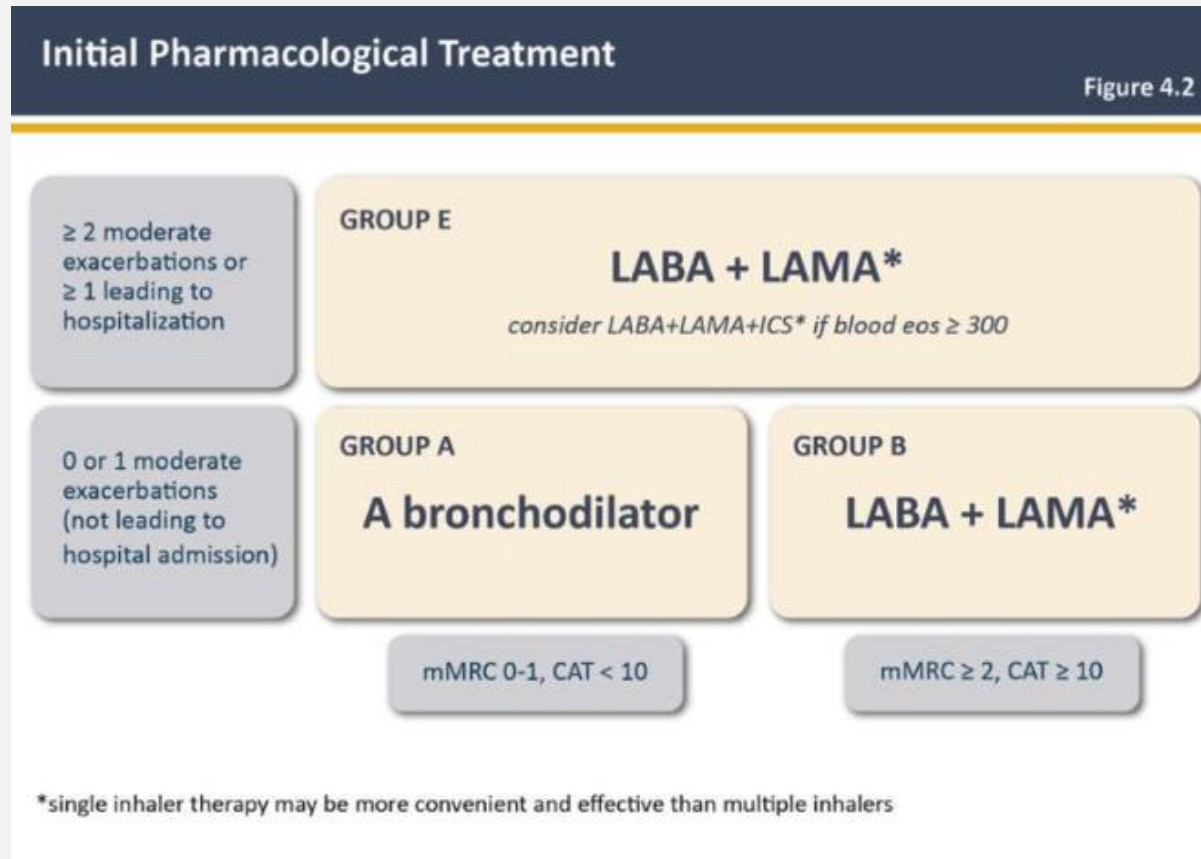 Initial Pharmacological Treatment
Figure 4.2
≥ 2 moderate
exacerbations or
≥ 1 leading to
hospitalization
GROUP E
LABA + LAMA*
consider LABA+LAMA+ICS* if blood eos ≥ 300
0 or 1 moderate
exacerbations
(not leading to
hospital admission)
GROUP A
A bronchodilator
GROUP B
LABA + LAMA*
mMRC 0-1, CAT < 10
mMRC ≥ 2, CAT ≥ 10
*single inhaler therapy may be more convenient and effective than multiple inhalers